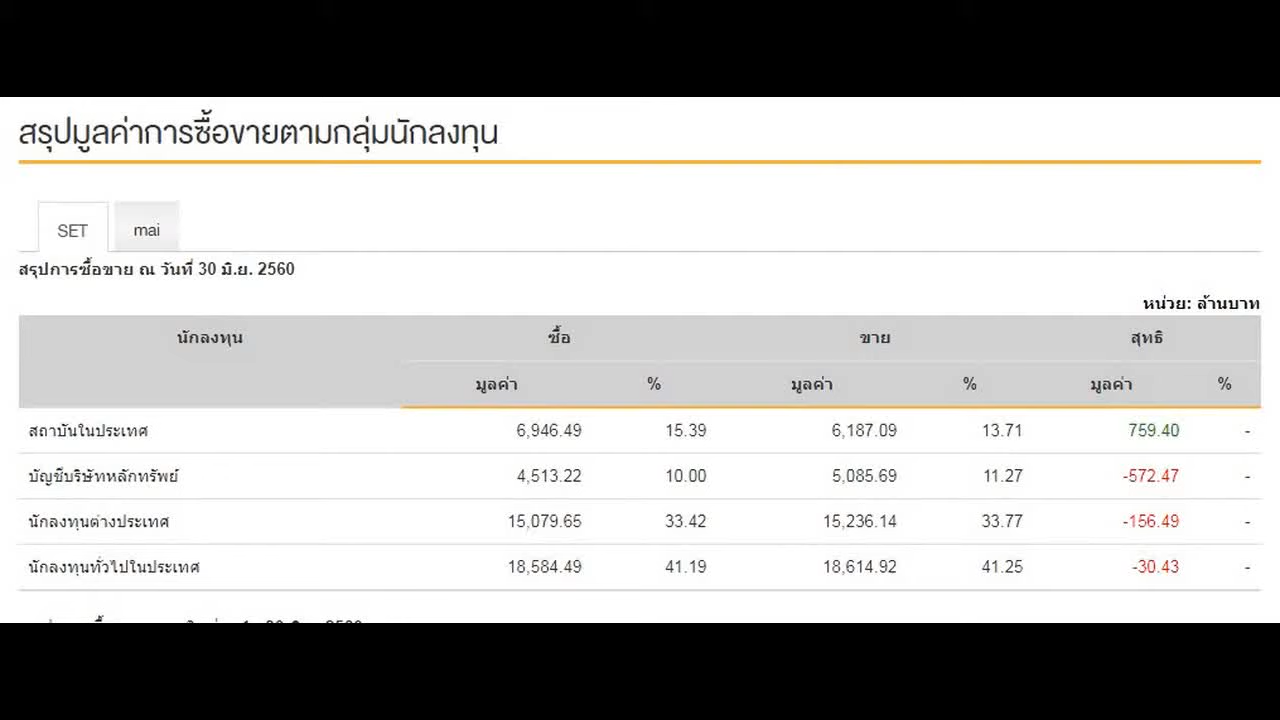 สรุปมูลค่าการซื้อขายตามกลุ่มนักลงทุน
SET mai
สรุปการซื้อขาย ณ วันที่ 30 มิ.ย. 2560
หน่วย: ล้านบาท
นักลงทุน ซื้อ ขาย สุทธิ
มูลค่า % มูลค่า % มูลค่า %
สถาบันในประเทศ 6,946.49 15.39 6,187.09 13.71 759.40 -
บัญชีบริษัทหลักทรัพย์ 4,513.22 10.00 5,085.69 11.27 -572.47 -
นักลงทุนต่างประเทศ 15,079.65 33.42 15,236.14 33.77 -156.49 -
นักลงทุนทั่วไปในประเทศ 18,584.49 41.19 18,614.92 41.25 -30.43 -